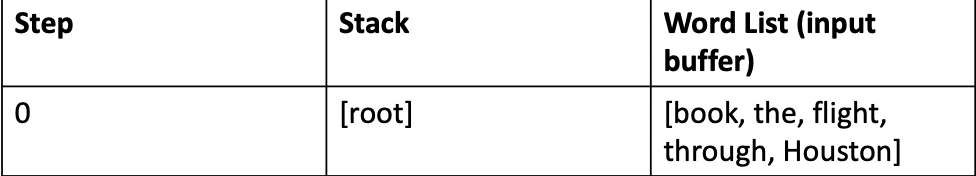 Step Stack Word List (input
buffer)
0 [root] [book, the, flight,
through, Houston]